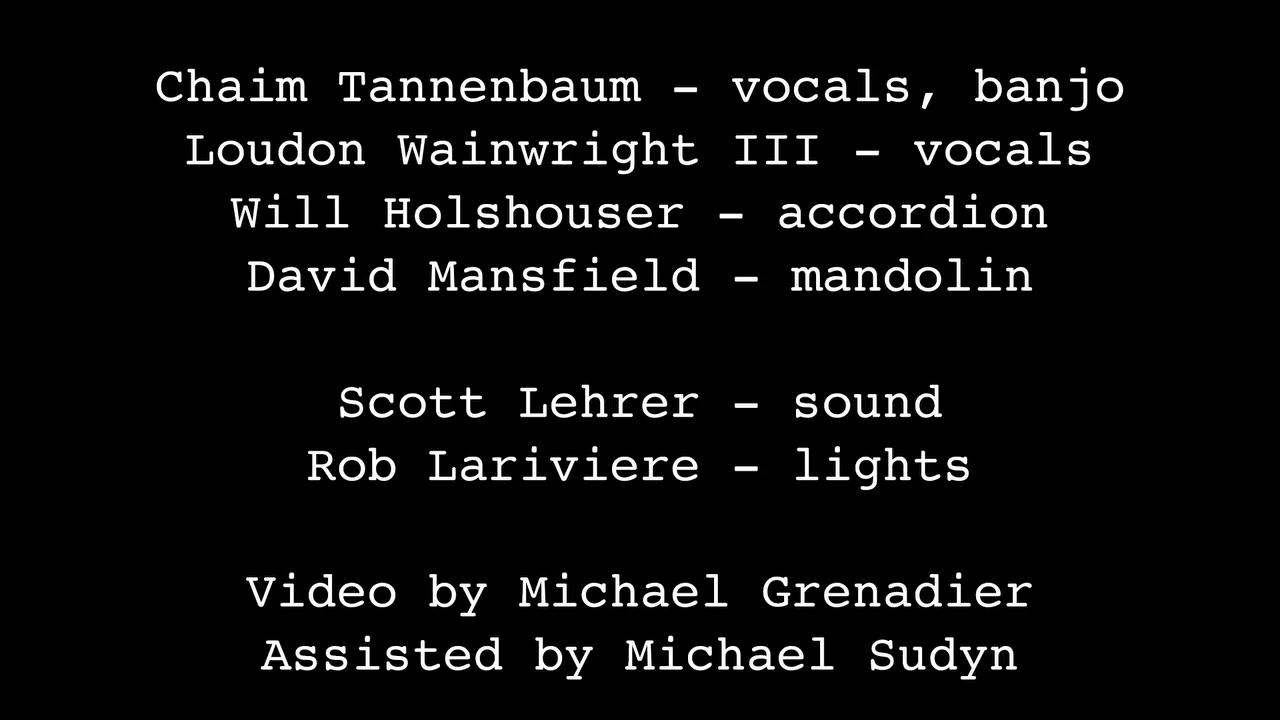 Chaim Tannenbaum - vocals, banjo
Loudon Wainwright III - vocals
Will Holshouser - accordion
David Mansfield - mandolin
Scott Lehrer - sound
Rob Lariviere - lights
Video by Michael Grenadier
Assisted by Michael Sudyn